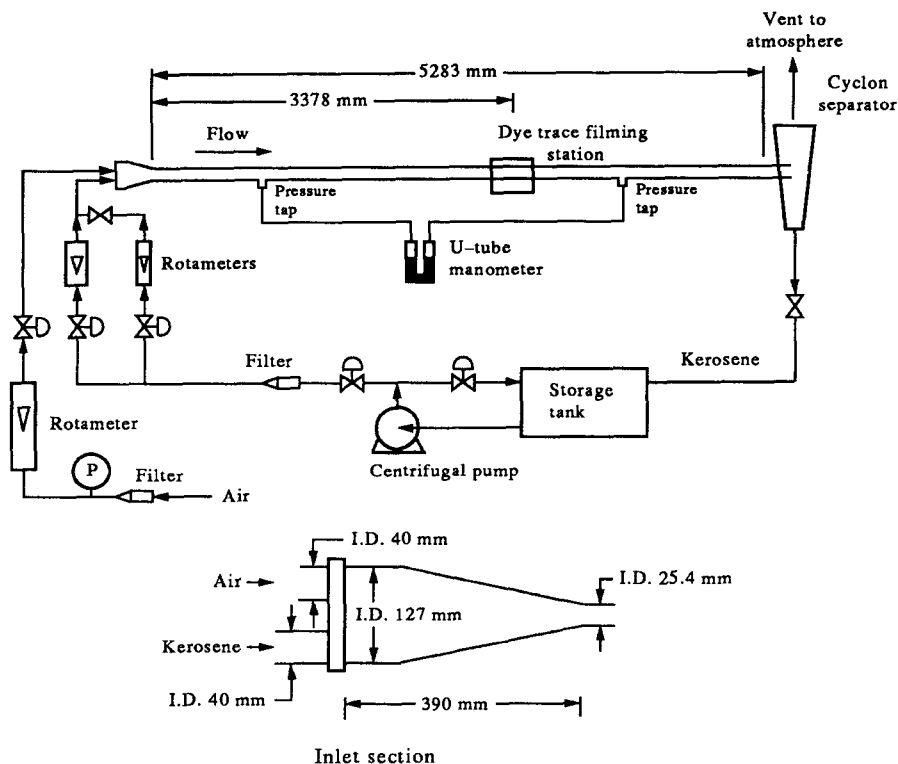 Vent to
atmosphere
5283 mm
Cyclon
separator
3378 mm
Flow
Dye trace filming
station
Pressure
tap
Pressure
tap
U-tube
manometer
Rotameters
Filter
Kerosene
Storage
tank
Rotameter
Centrifugal pump
P
Filter
Air
I.D. 40 mm
Air
I.D. 25.4 mm
I.D. 127 mm
Kerosene
I.D. 40 mm
390 mm
Inlet section